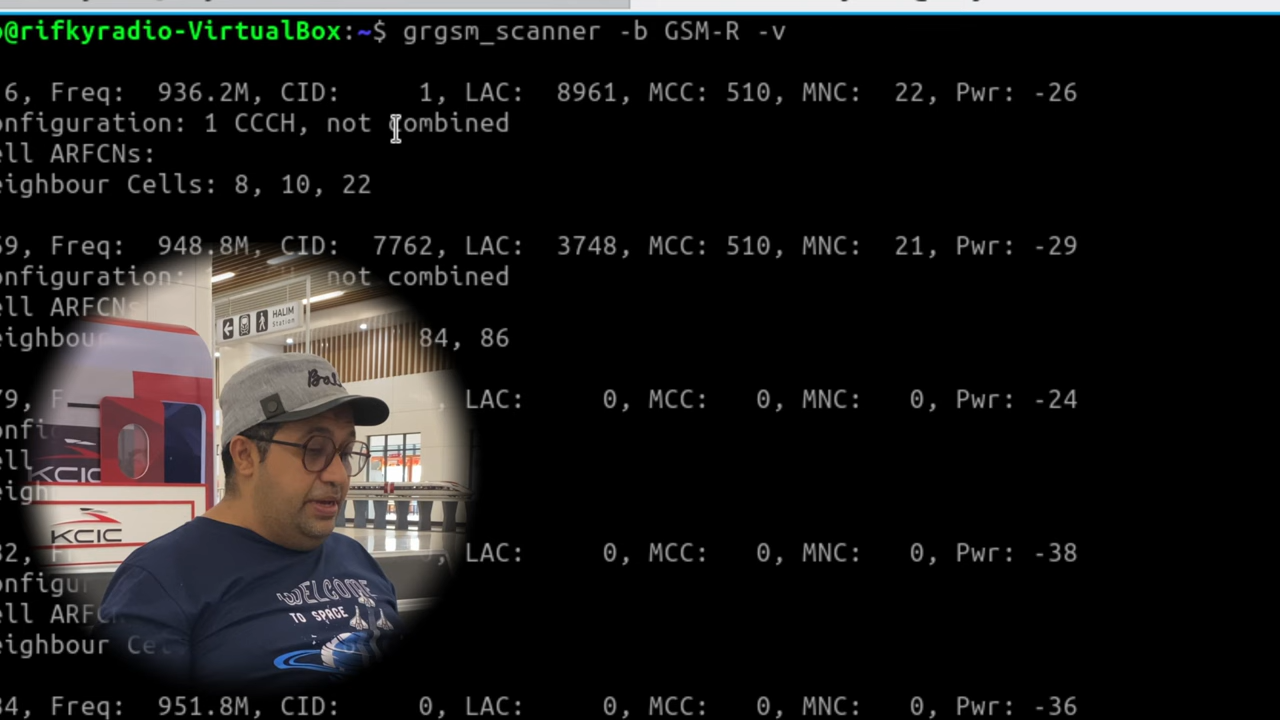 o@rifkyradio-VirtualBox:~$ grgsm_scanner -b GSM-R -v
6, Freq: 936.2M, CID: 1, LAC: 8961, MCC: 510, MNC: 22, Pwr: -26
onfiguration: 1 CCCH, not combined
ell ARFCNs:
eighbour Cells: 8, 10, 22
59, Freq: 948.8M, CID: 7762, LAC: 3748, MCC: 510, MNC: 21, Pwr: -29
onfiguration: not combined
ell ARFCNs
eighbour 84, 86
79, F , LAC: 0, MCC: 0, MNC: 0, Pwr: -24
onfi
ell
eigh
32, F , LAC: 0, MCC: 0, MNC: 0, Pwr: -38
onfigur
ell ARFC
eighbour Ce
34, Freq: 951.8M, CID: 0, LAC: 0, MCC: 0, MNC: 0, Pwr: -36
HALIM
Station
Bal
KCIC
KCIC
WELCOME
TO SPACE